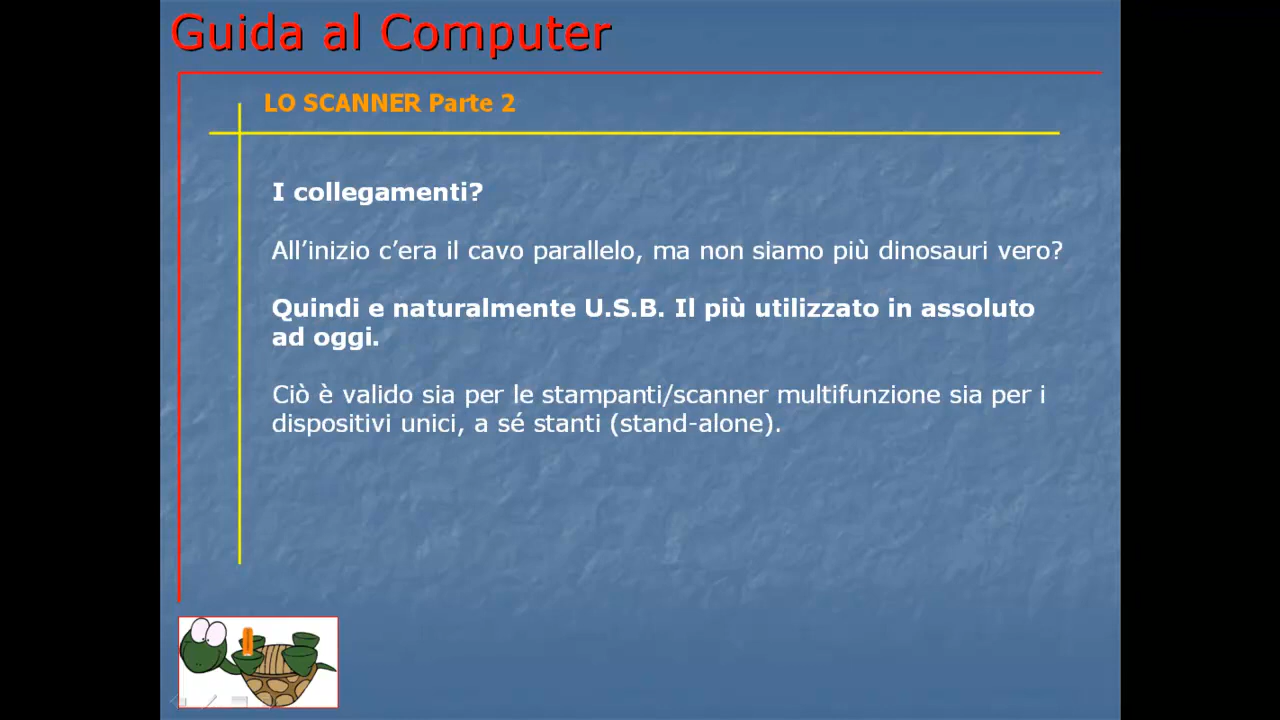 Guida al Computer
LO SCANNER Parte 2
I collegamenti?
All’inizio c’era il cavo parallelo, ma non siamo più dinosauri vero?
Quindi e naturalmente U.S.B. Il più utilizzato in assoluto
ad oggi.
Ciò è valido sia per le stampanti/scanner multifunzione sia per i
dispositivi unici, a sé stanti (stand-alone).